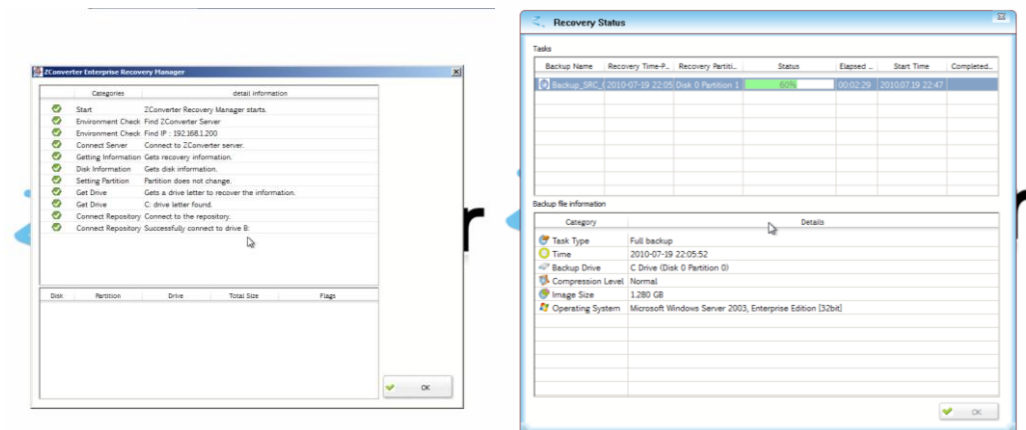 ZConverter Enterprise Recovery Manager
Categories detail information
Start ZConverter Recovery Manager starts.
Environment Check Find ZConverter Server
Environment Check Find IP : 192.168.1.200
Connect Server Connect to ZConverter server.
Getting Information Gets recovery information.
Disk Information Gets disk information.
Setting Partition Partition does not change.
Get Drive Gets a drive letter to recover the information.
Get Drive C: drive letter found.
Connect Repository Connect to the repository.
Connect Repository Successfully connect to drive B:
Disk Partition Drive Total Size Flags
OK
Recovery Status
Tasks
Backup Name Recovery Time-P... Recovery Partiti... Status Elapsed ... Start Time Completed...
Backup_SRC_( 2010-07-19 22:05 Disk 0 Partition 1 60% 00:02:29 2010.07.19 22:47
Backup file information
Category Details
Task Type Full backup
Time 2010-07-19 22:05:52
Backup Drive C Drive (Disk 0 Partition 0)
Compression Level Normal
Image Size 1.280 GB
Operating System Microsoft Windows Server 2003, Enterprise Edition [32bit]
OK